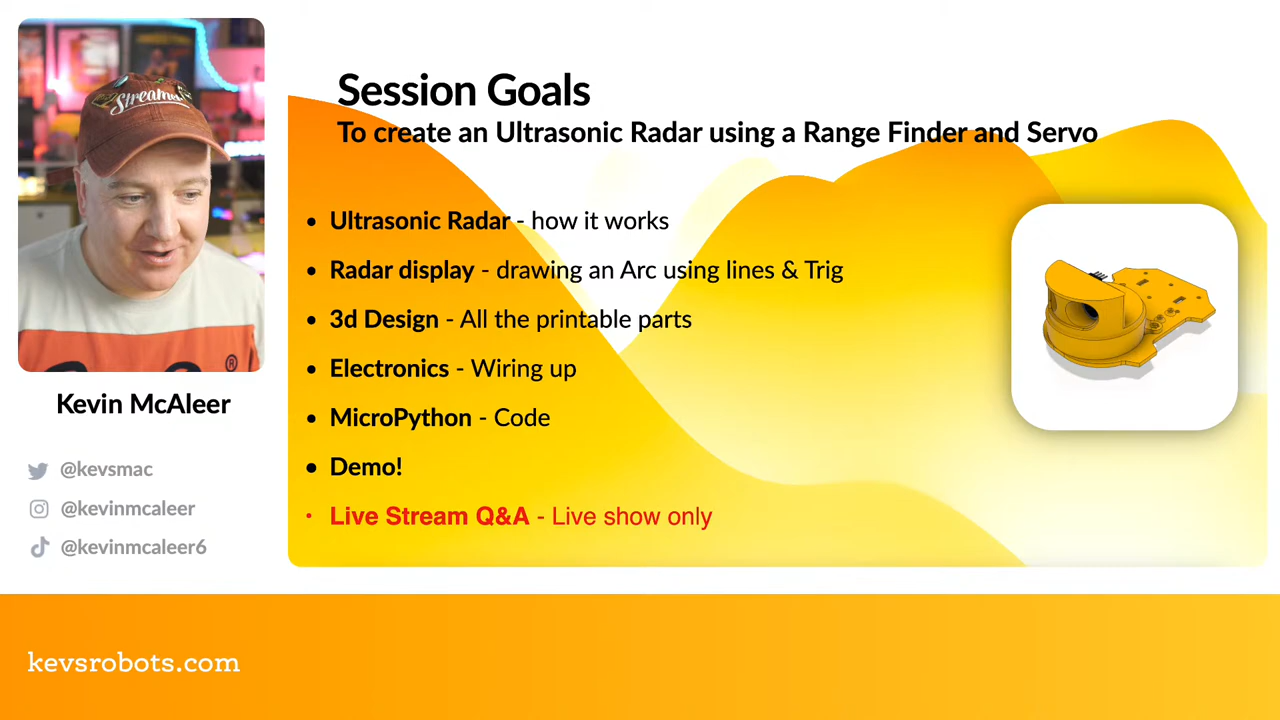 Streamer
®
Kevin McAleer
@kevsmac
@kevinmcaleer
@kevinmcaleer6
Session Goals
To create an Ultrasonic Radar using a Range Finder and Servo
• Ultrasonic Radar - how it works
• Radar display - drawing an Arc using lines & Trig
• 3d Design - All the printable parts
• Electronics - Wiring up
• MicroPython - Code
• Demo!
• Live Stream Q&A - Live show only
kevsrobots.com